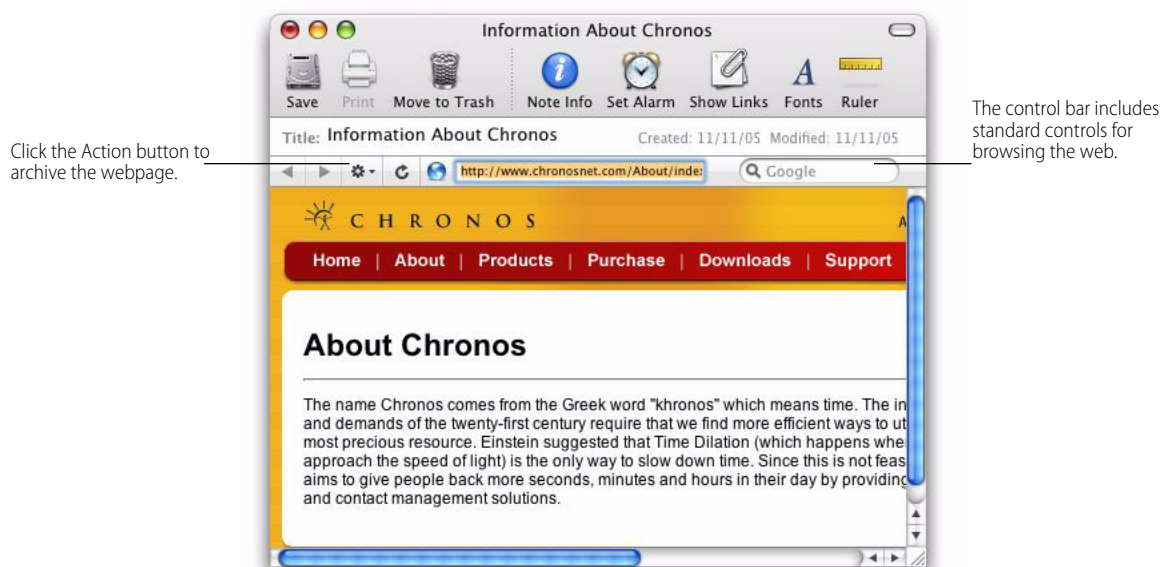 Information About Chronos
Save Print Move to Trash Note Info Set Alarm Show Links Fonts Ruler
Title: Information About Chronos Created: 11/11/05 Modified: 11/11/05
Click the Action button to
archive the webpage.
The control bar includes
standard controls for
browsing the web.
http://www.chronosnet.com/About/inde: Google
CHRONOS A
Home | About | Products | Purchase | Downloads | Support
About Chronos
The name Chronos comes from the Greek word "khronos" which means time. The in
and demands of the twenty-first century require that we find more efficient ways to ut
most precious resource. Einstein suggested that Time Dilation (which happens whe
approach the speed of light) is the only way to slow down time. Since this is not feas
aims to give people back more seconds, minutes and hours in their day by providing
and contact management solutions.